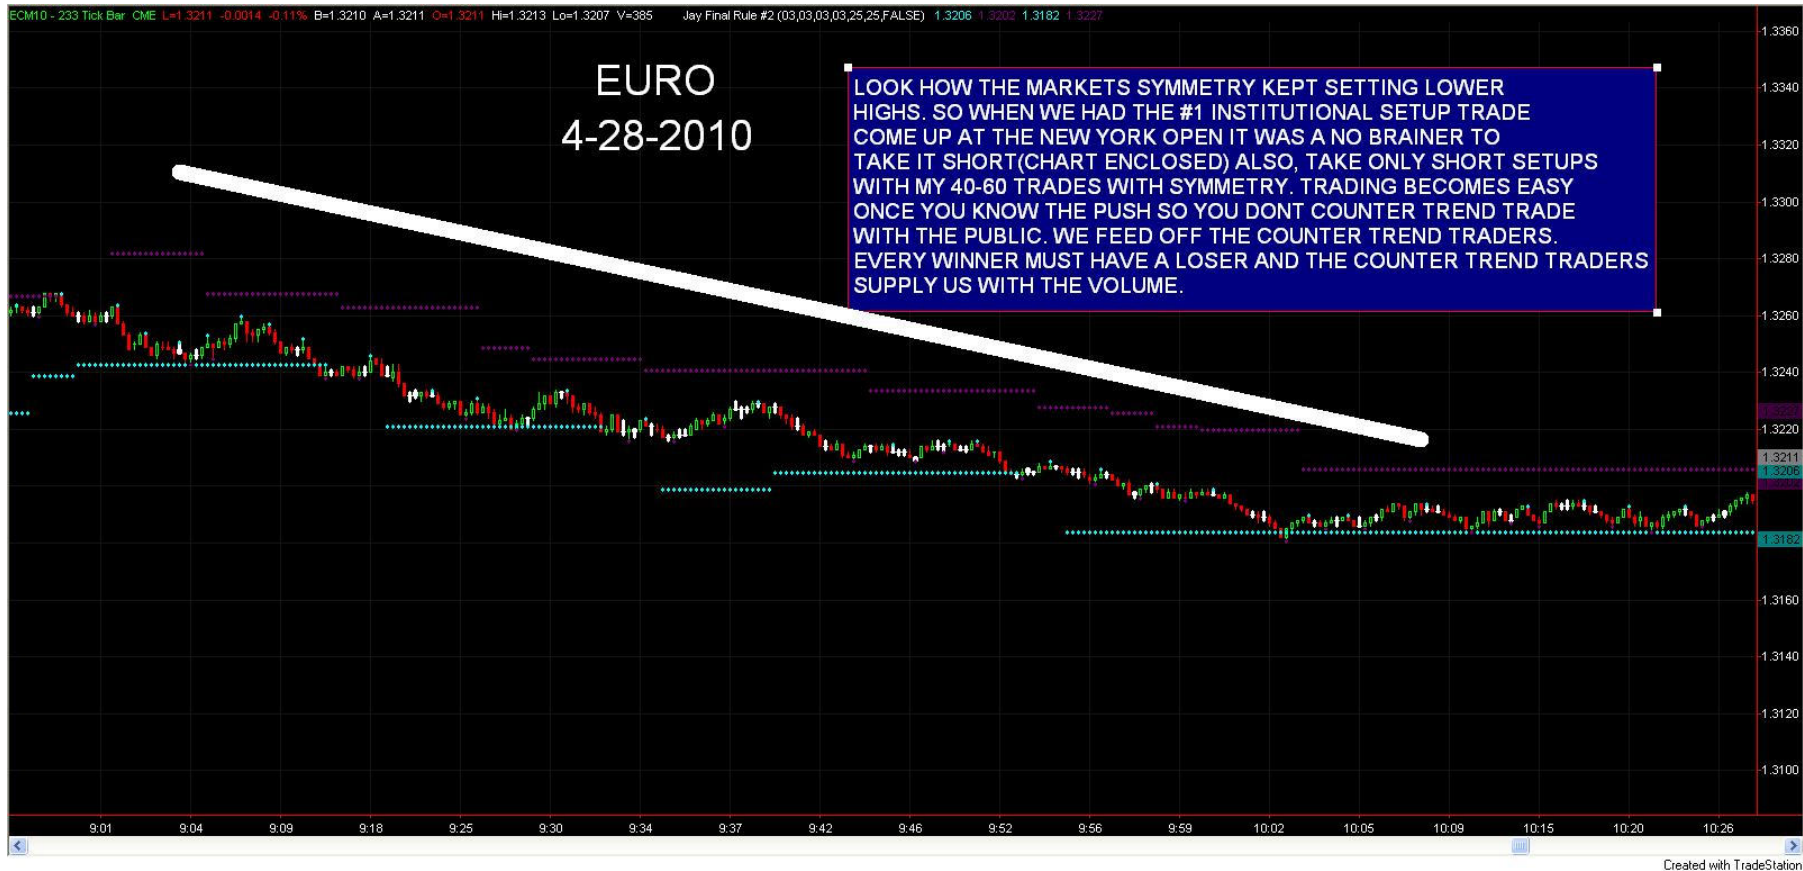 ECM10 - 233 Tick Bar CME L=1.3211 -0.0014 -0.11% B=1.3210 A=1.3211 O=1.3211 Hi=1.3213 Lo=1.3207 V=385 Jay Final Rule #2 (03,03,03,03,25,25,FALSE) 1.3206 1.3202 1.3182 1.3227
EURO
4-28-2010
LOOK HOW THE MARKETS SYMMETRY KEPT SETTING LOWER
HIGHS. SO WHEN WE HAD THE #1 INSTITUTIONAL SETUP TRADE
COME UP AT THE NEW YORK OPEN IT WAS A NO BRAINER TO
TAKE IT SHORT(CHART ENCLOSED) ALSO, TAKE ONLY SHORT SETUPS
WITH MY 40-60 TRADES WITH SYMMETRY. TRADING BECOMES EASY
ONCE YOU KNOW THE PUSH SO YOU DONT COUNTER TREND TRADE
WITH THE PUBLIC. WE FEED OFF THE COUNTER TREND TRADERS.
EVERY WINNER MUST HAVE A LOSER AND THE COUNTER TREND TRADERS
SUPPLY US WITH THE VOLUME.
1.3360
1.3340
1.3320
1.3300
1.3280
1.3260
1.3240
1.3220
1.3211
1.3206
1.3182
1.3160
1.3140
1.3120
1.3100
9:01 9:04 9:09 9:18 9:25 9:30 9:34 9:37 9:42 9:46 9:52 9:56 9:59 10:02 10:05 10:09 10:15 10:20 10:26
Created with TradeStation